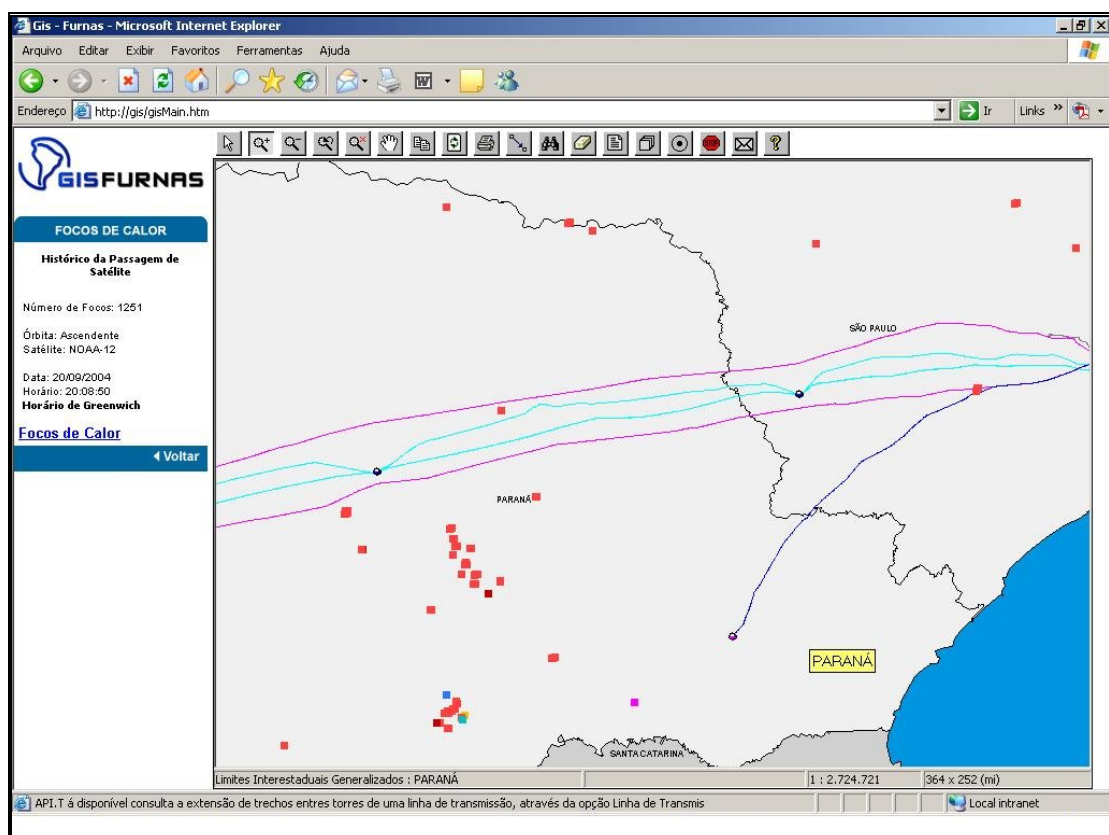 Gis - Furnas - Microsoft Internet Explorer
Arquivo Editar Exibir Favoritos Ferramentas Ajuda
Endereço http://gis/gisMain.htm Ir Links »
GISFURNAS
FOCOS DE CALOR
Histórico da Passagem de
Satélite
Número de Focos: 1251
Órbita: Ascendente
Satélite: NOAA-12
Data: 20/09/2004
Horário: 20:08:50
Horário de Greenwich
Focos de Calor
Voltar
STOP
SÃO PAULO
PARANÁ
PARANÁ
SANTA CATARINA
Limites Interestaduais Generalizados : PARANÁ 1 : 2.724.721 364 x 252 (mi)
API.T á disponível consulta a extensão de trechos entres torres de uma linha de transmissão, através da opção Linha de Transmis Local intranet